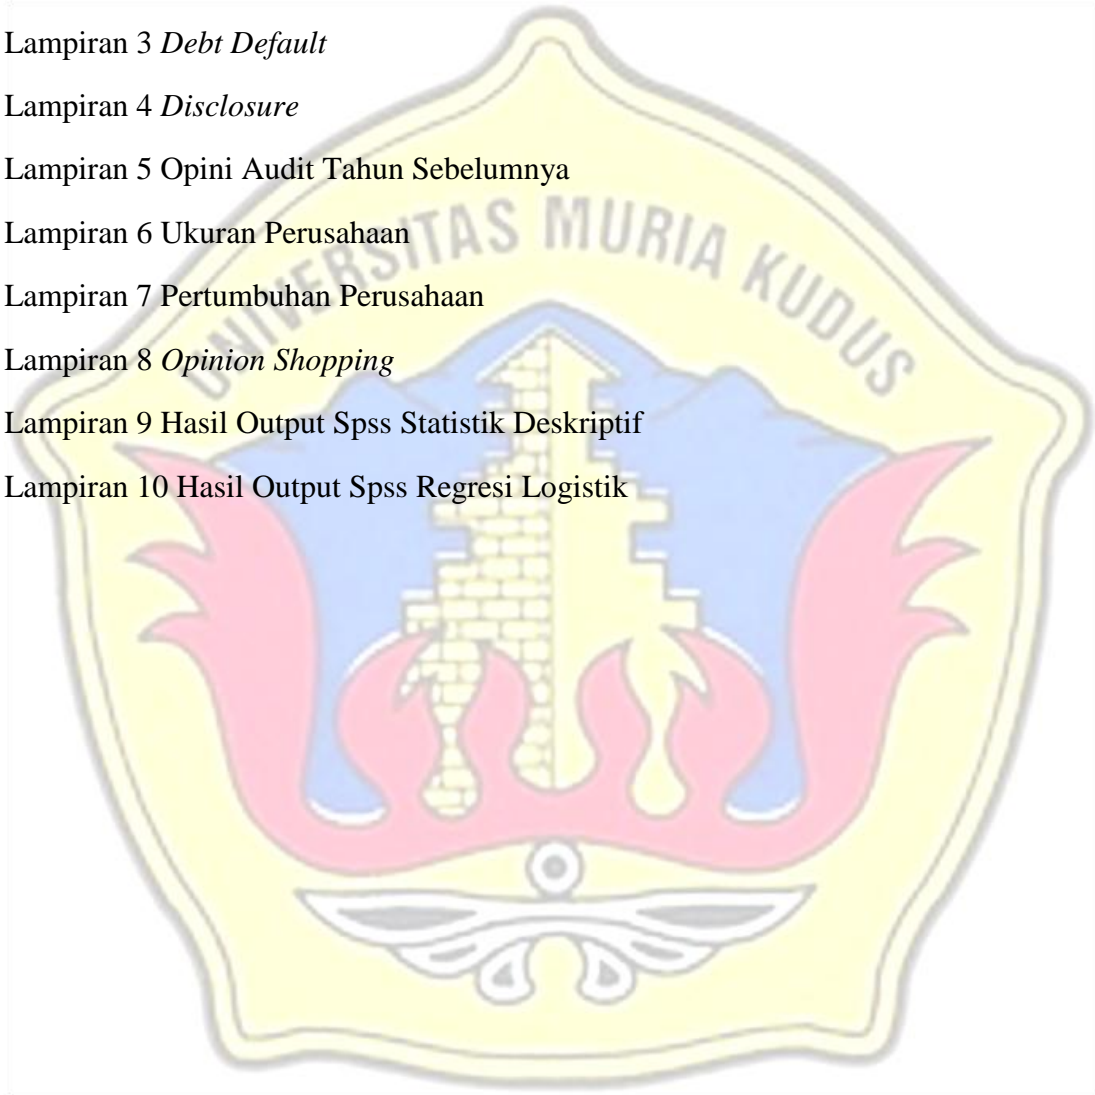 Lampiran 3 Debt Default
Lampiran 4 Disclosure
Lampiran 5 Opini Audit Tahun Sebelumnya
Lampiran 6 Ukuran Perusahaan
Lampiran 7 Pertumbuhan Perusahaan
Lampiran 8 Opinion Shopping
Lampiran 9 Hasil Output Spss Statistik Deskriptif
Lampiran 10 Hasil Output Spss Regresi Logistik
UNIVERSITAS MURIA KUDUS